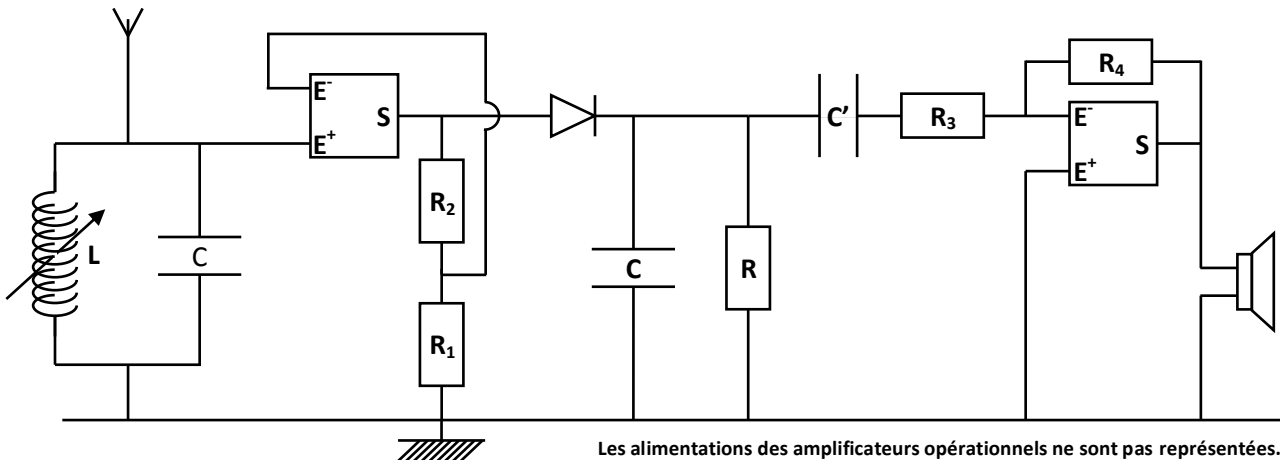 E⁻
S
E⁺
R₂
R₁
L
C
C
R
C’
R₃
R₄
E⁻
S
E⁺
Les alimentations des amplificateurs opérationnels ne sont pas représentées.